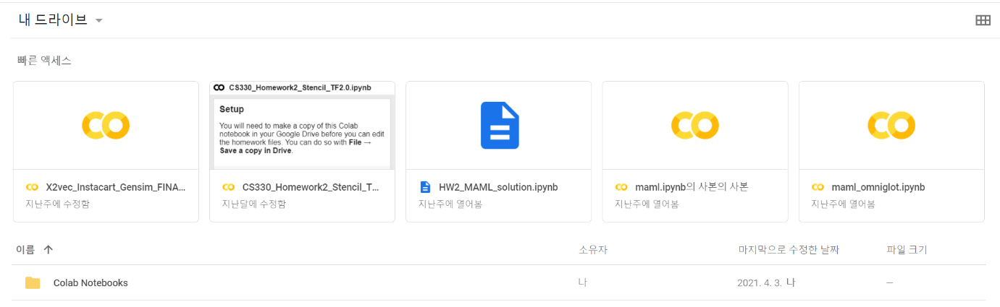 내 드라이브
빠른 액세스
CS330_Homework2_Stencil_TF2.0.ipynb
Setup
You will need to make a copy of this Colab
notebook in your Google Drive before you can edit
the homework files. You can do so with File →
Save a copy in Drive.
X2vec_Instacart_Gensim_FINA...
지난주에 수정함
CS330_Homework2_Stencil_T...
지난달에 수정함
HW2_MAML_solution.ipynb
지난주에 열어봄
maml.ipynb의 사본의 사본
지난주에 열어봄
maml_omniglot.ipynb
지난주에 열어봄
이름 ↑ 소유자 마지막으로 수정한 날짜 파일 크기
Colab Notebooks 나 2021. 4. 3. 나 —